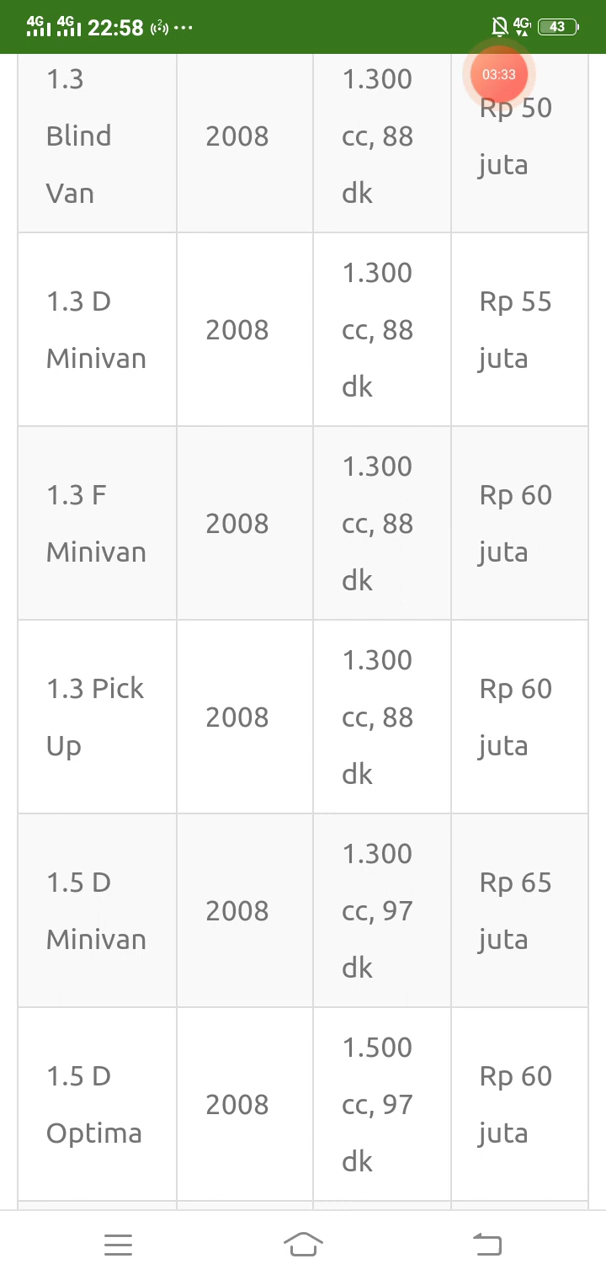 4G 4G 22:58 4G 43
03:33
1.3
Blind
Van
2008
1.300
cc, 88
dk
Rp 50
juta
1.3 D
Minivan
2008
1.300
cc, 88
dk
Rp 55
juta
1.3 F
Minivan
2008
1.300
cc, 88
dk
Rp 60
juta
1.3 Pick
Up
2008
1.300
cc, 88
dk
Rp 60
juta
1.5 D
Minivan
2008
1.300
cc, 97
dk
Rp 65
juta
1.5 D
Optima
2008
1.500
cc, 97
dk
Rp 60
juta